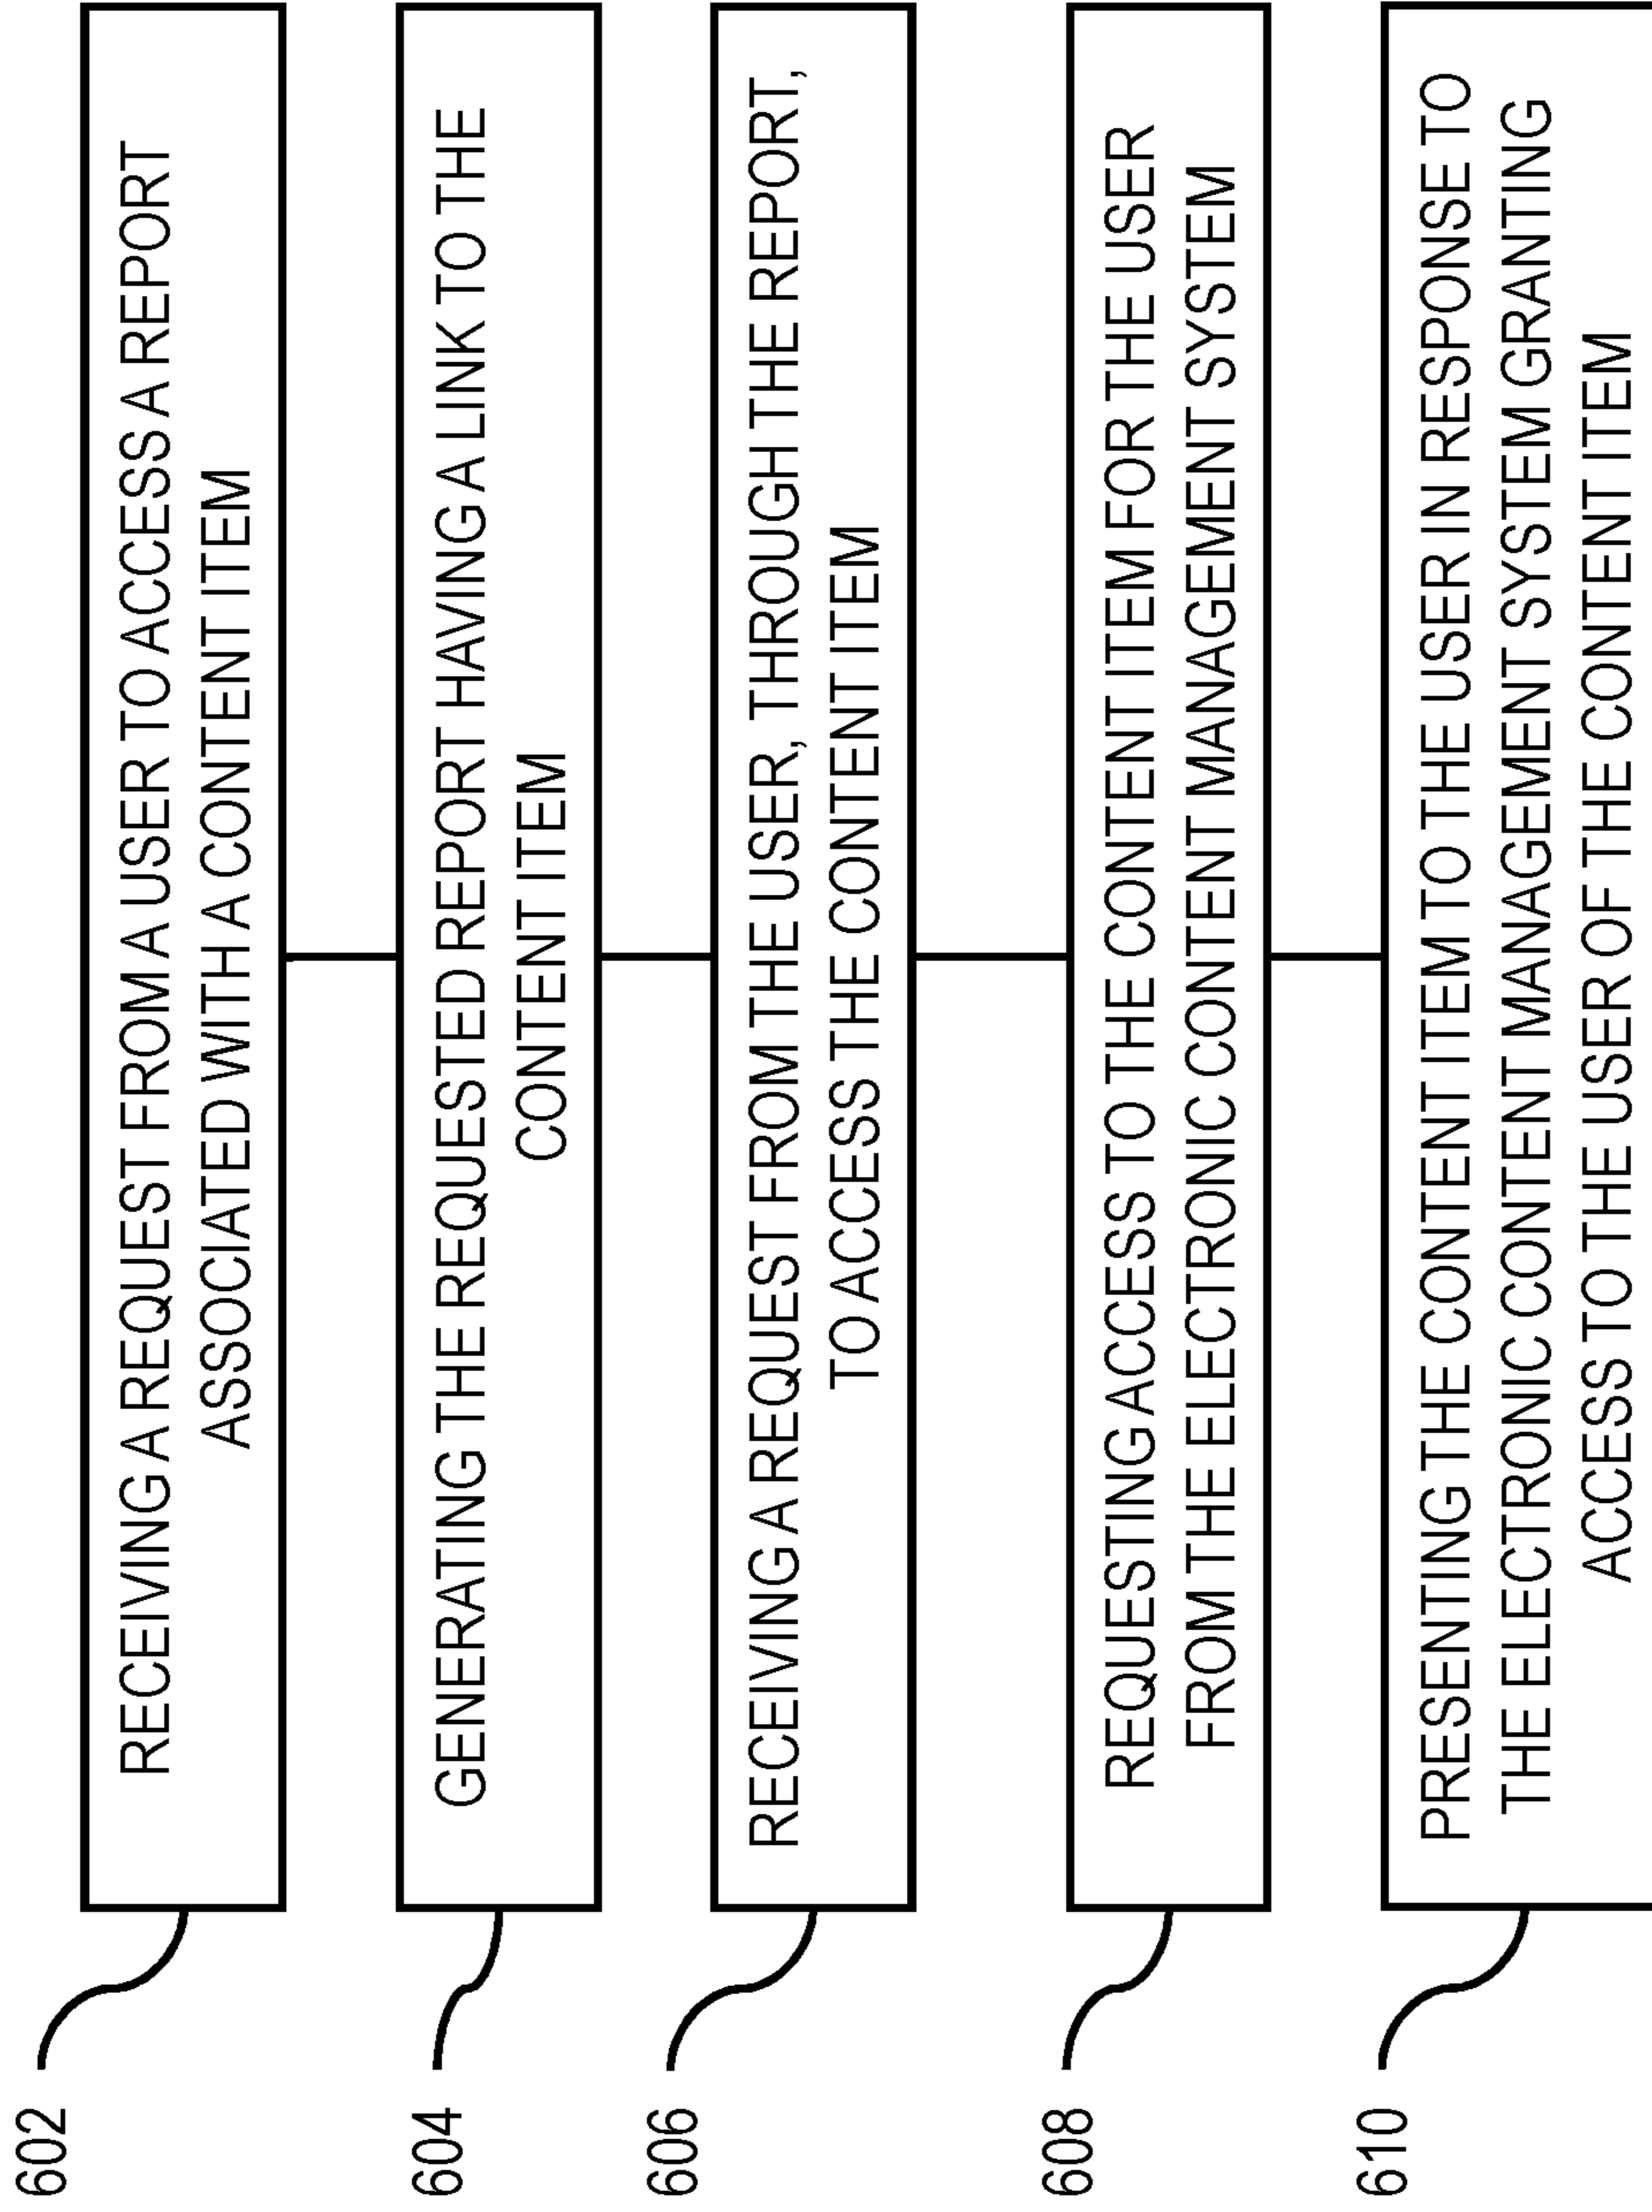 602
RECEIVING A REQUEST FROM A USER TO ACCESS A REPORT
ASSOCIATED WITH A CONTENT ITEM
604
GENERATING THE REQUESTED REPORT HAVING A LINK TO THE
CONTENT ITEM
606
RECEIVING A REQUEST FROM THE USER, THROUGH THE REPORT,
TO ACCESS THE CONTENT ITEM
608
REQUESTING ACCESS TO THE CONTENT ITEM FOR THE USER
FROM THE ELECTRONIC CONTENT MANAGEMENT SYSTEM
610
PRESENTING THE CONTENT ITEM TO THE USER IN RESPONSE TO
THE ELECTRONIC CONTENT MANAGEMENT SYSTEM GRANTING
ACCESS TO THE USER OF THE CONTENT ITEM